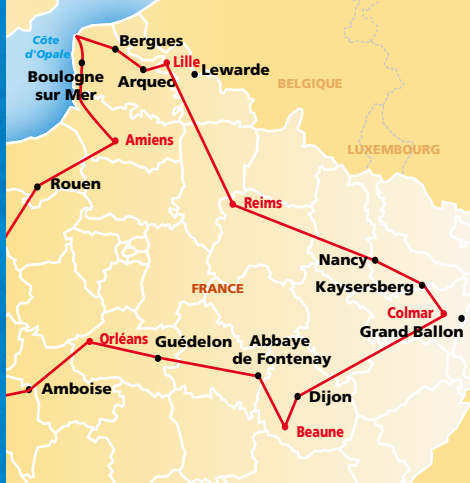 Côte
d'Opale
Bergues
Lille
Boulogne
sur Mer
Arqueo
Lewarde
BELGIQUE
Amiens
LUXEMBOURG
Rouen
Reims
Nancy
Kaysersberg
FRANCE
Colmar
Grand Ballon
Orléans
Guédelon
Abbaye
de Fontenay
Amboise
Dijon
Beaune